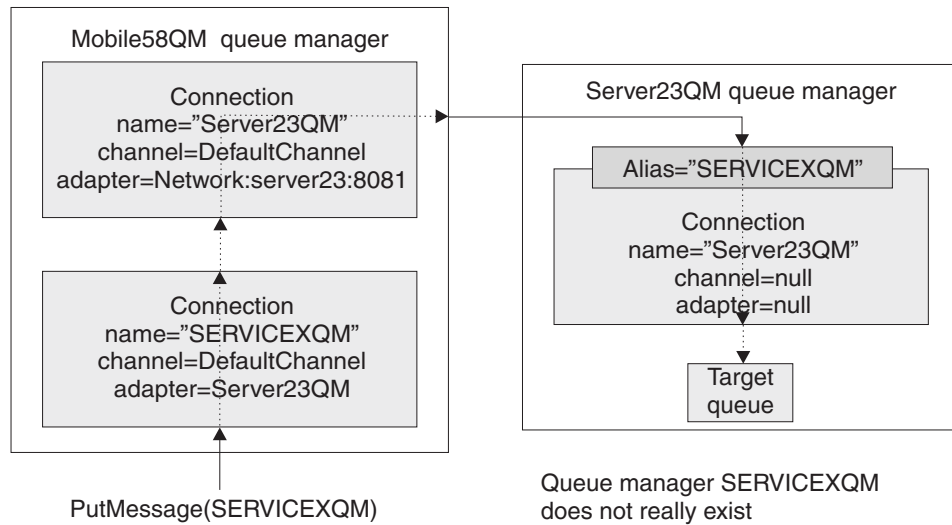 Mobile58QM queue manager
Connection
name=”Server23QM”
channel=DefaultChannel
adapter=Network:server23:8081
Connection
name=”SERVICEXQM”
channel=DefaultChannel
adapter=Server23QM
PutMessage(SERVICEXQM)
Server23QM queue manager
Alias=”SERVICEXQM”
Connection
name=”Server23QM”
channel=null
adapter=null
Target
queue
Queue manager SERVICEXQM
does not really exist